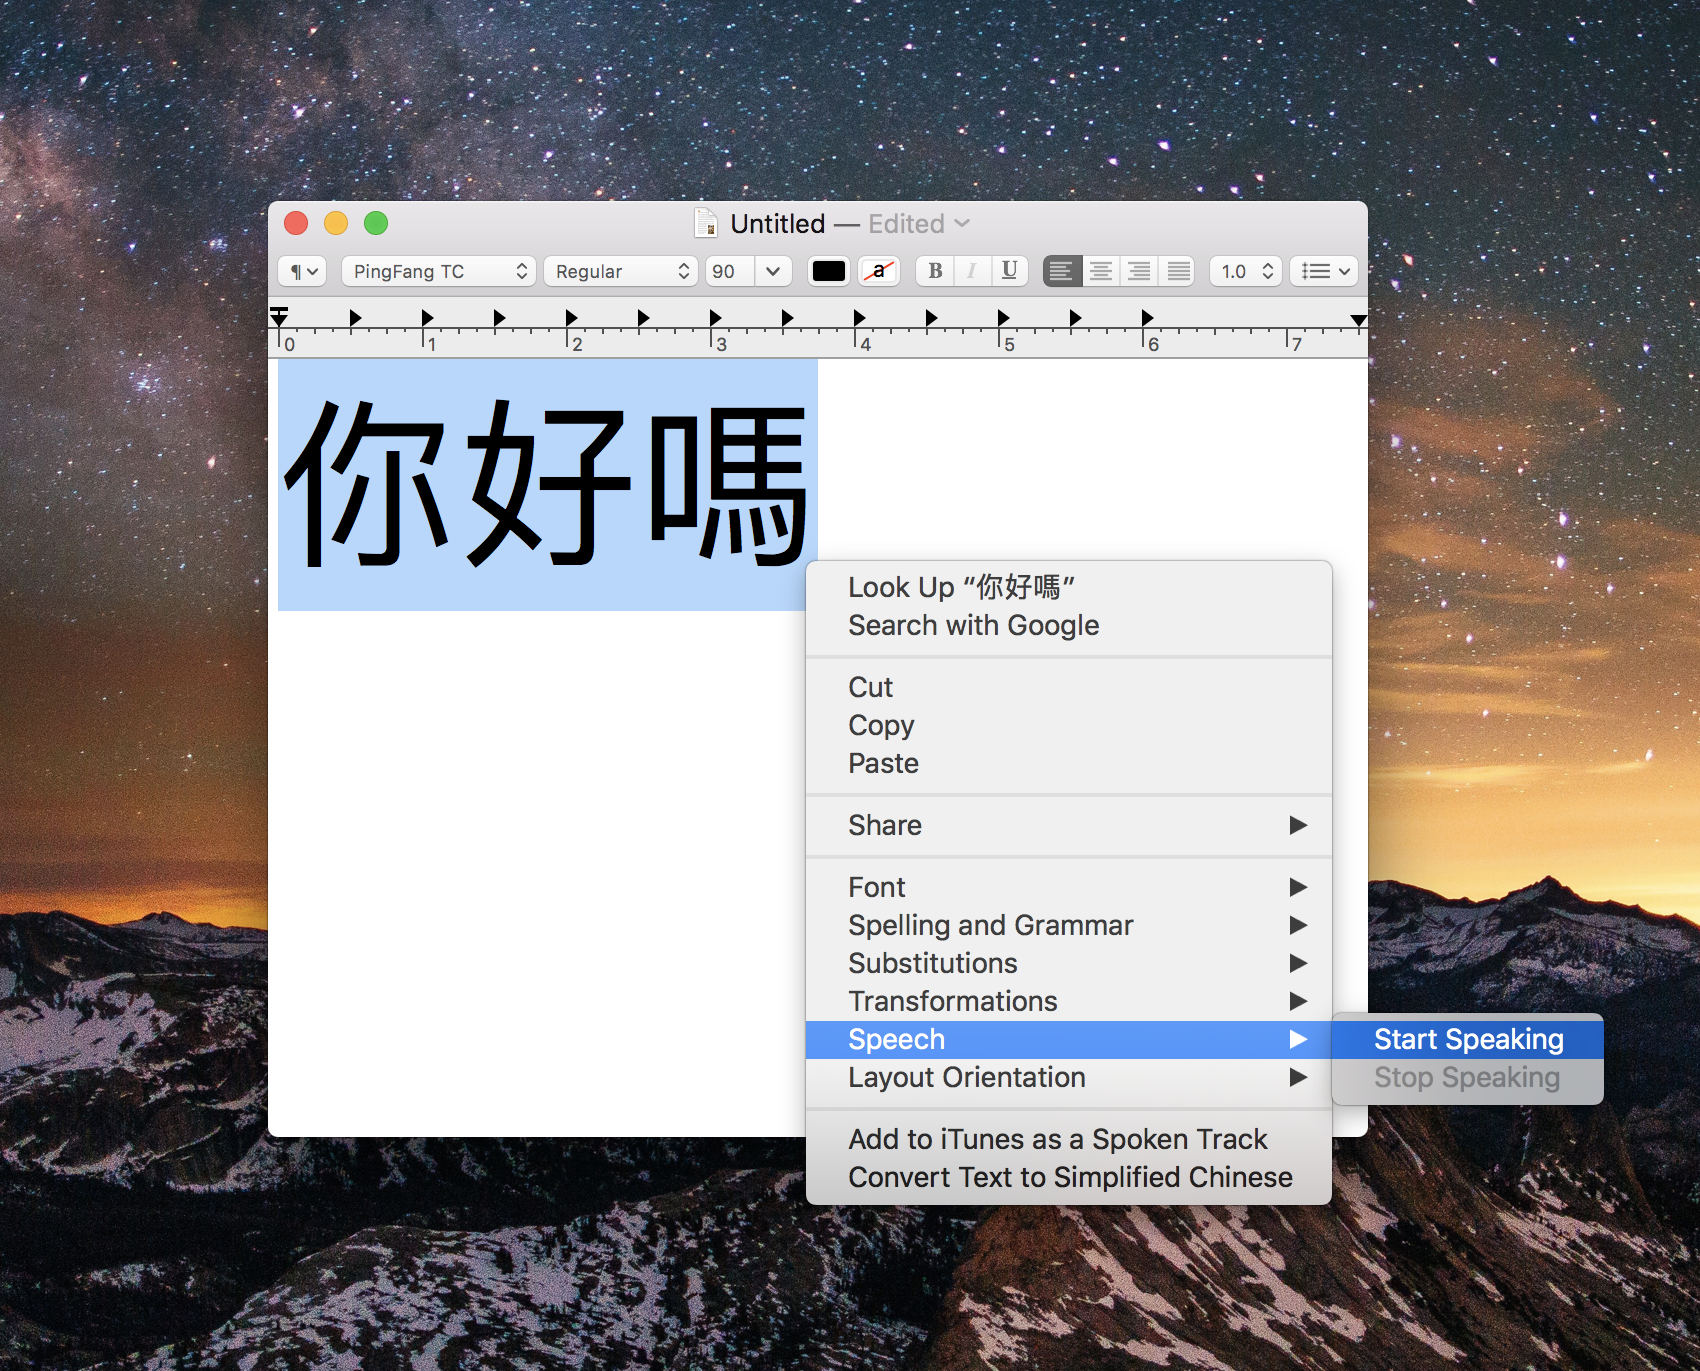 Untitled — Edited
¶ PingFang TC Regular 90 a B I U 1.0
0 1 2 3 4 5 6 7
你好嗎
Look Up “你好嗎”
Search with Google
Cut
Copy
Paste
Share
Font
Spelling and Grammar
Substitutions
Transformations
Speech
Start Speaking
Stop Speaking
Layout Orientation
Add to iTunes as a Spoken Track
Convert Text to Simplified Chinese